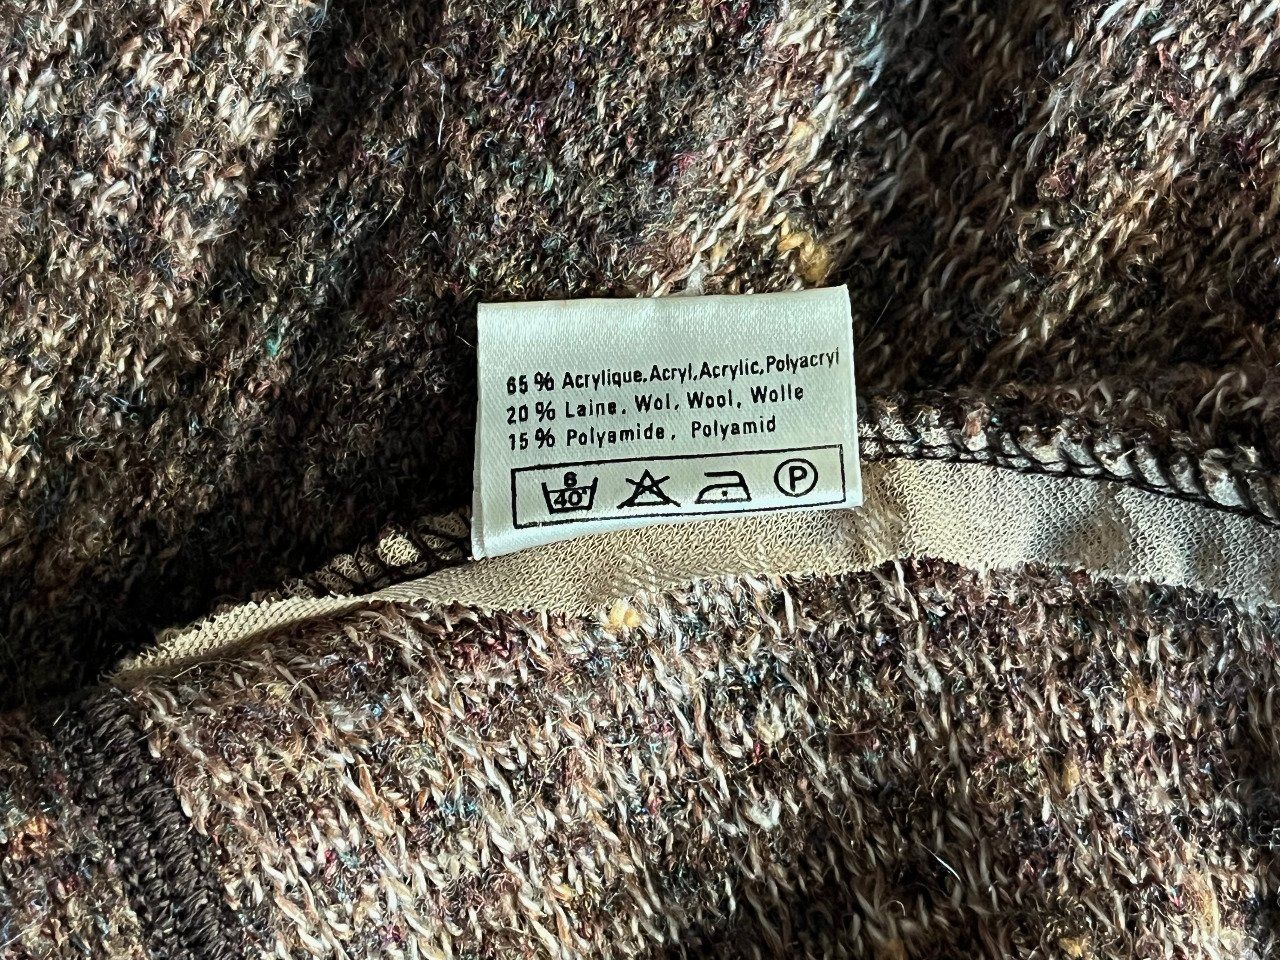 65 % Acrylique, Acryl, Acrylic, Polyacryl
20 % Laine, Wol, Wool, Wolle
15 % Polyamide, Polyamid
6
40° P